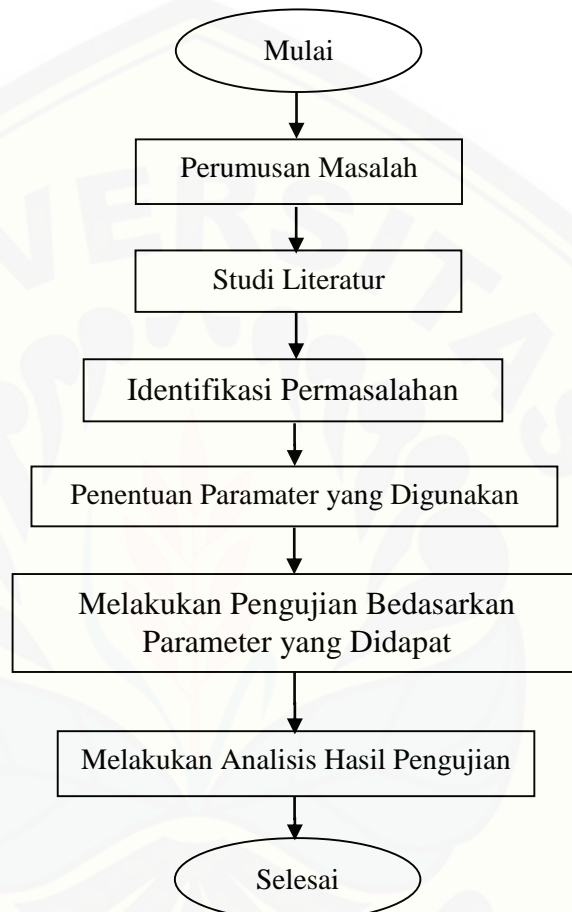 Mulai
Perumusan Masalah
Studi Literatur
Identifikasi Permasalahan
Penentuan Paramater yang Digunakan
Melakukan Pengujian Bedasarkan
Parameter yang Didapat
Melakukan Analisis Hasil Pengujian
Selesai